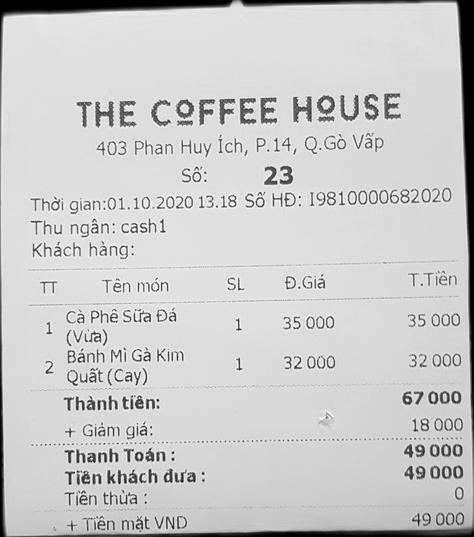 THE COFFEE HOUSE
403 Phan Huy Ích, P.14, Q.Gò Vấp
Số: 23
Thời gian:01.10.2020 13.18 Số HĐ: I9810000682020
Thu ngân: cash1
Khách hàng:
TT Tên món SL Đ.Giá T.Tiền
1 Cà Phê Sữa Đá 1 35 000 35 000
(Vừa)
2 Bánh Mì Gà Kim 1 32 000 32 000
Quất (Cay)
Thành tiền: 67 000
+ Giảm giá: 18 000
Thanh Toán : 49 000
Tiền khách đưa : 49 000
Tiền thừa : 0
+ Tiền mặt VND 49 000